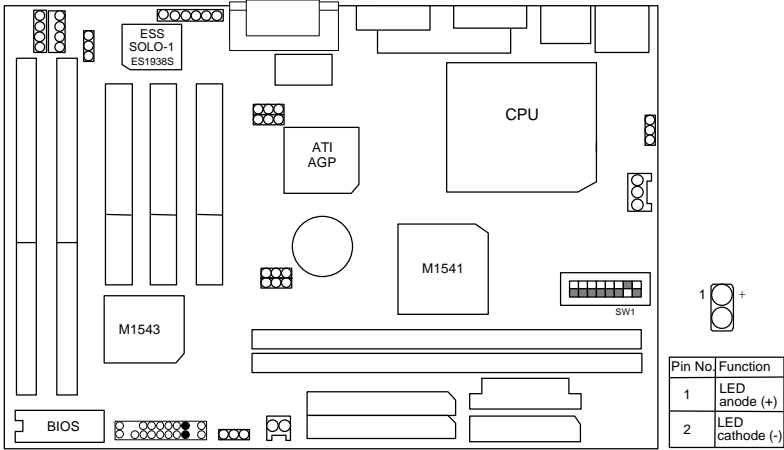 ESS
SOLO-1
ES1938S
CPU
ATI
AGP
M1541
SW1
M1543
BIOS
1 +
Pin No. Function
1 LED
anode (+)
2 LED
cathode (-)